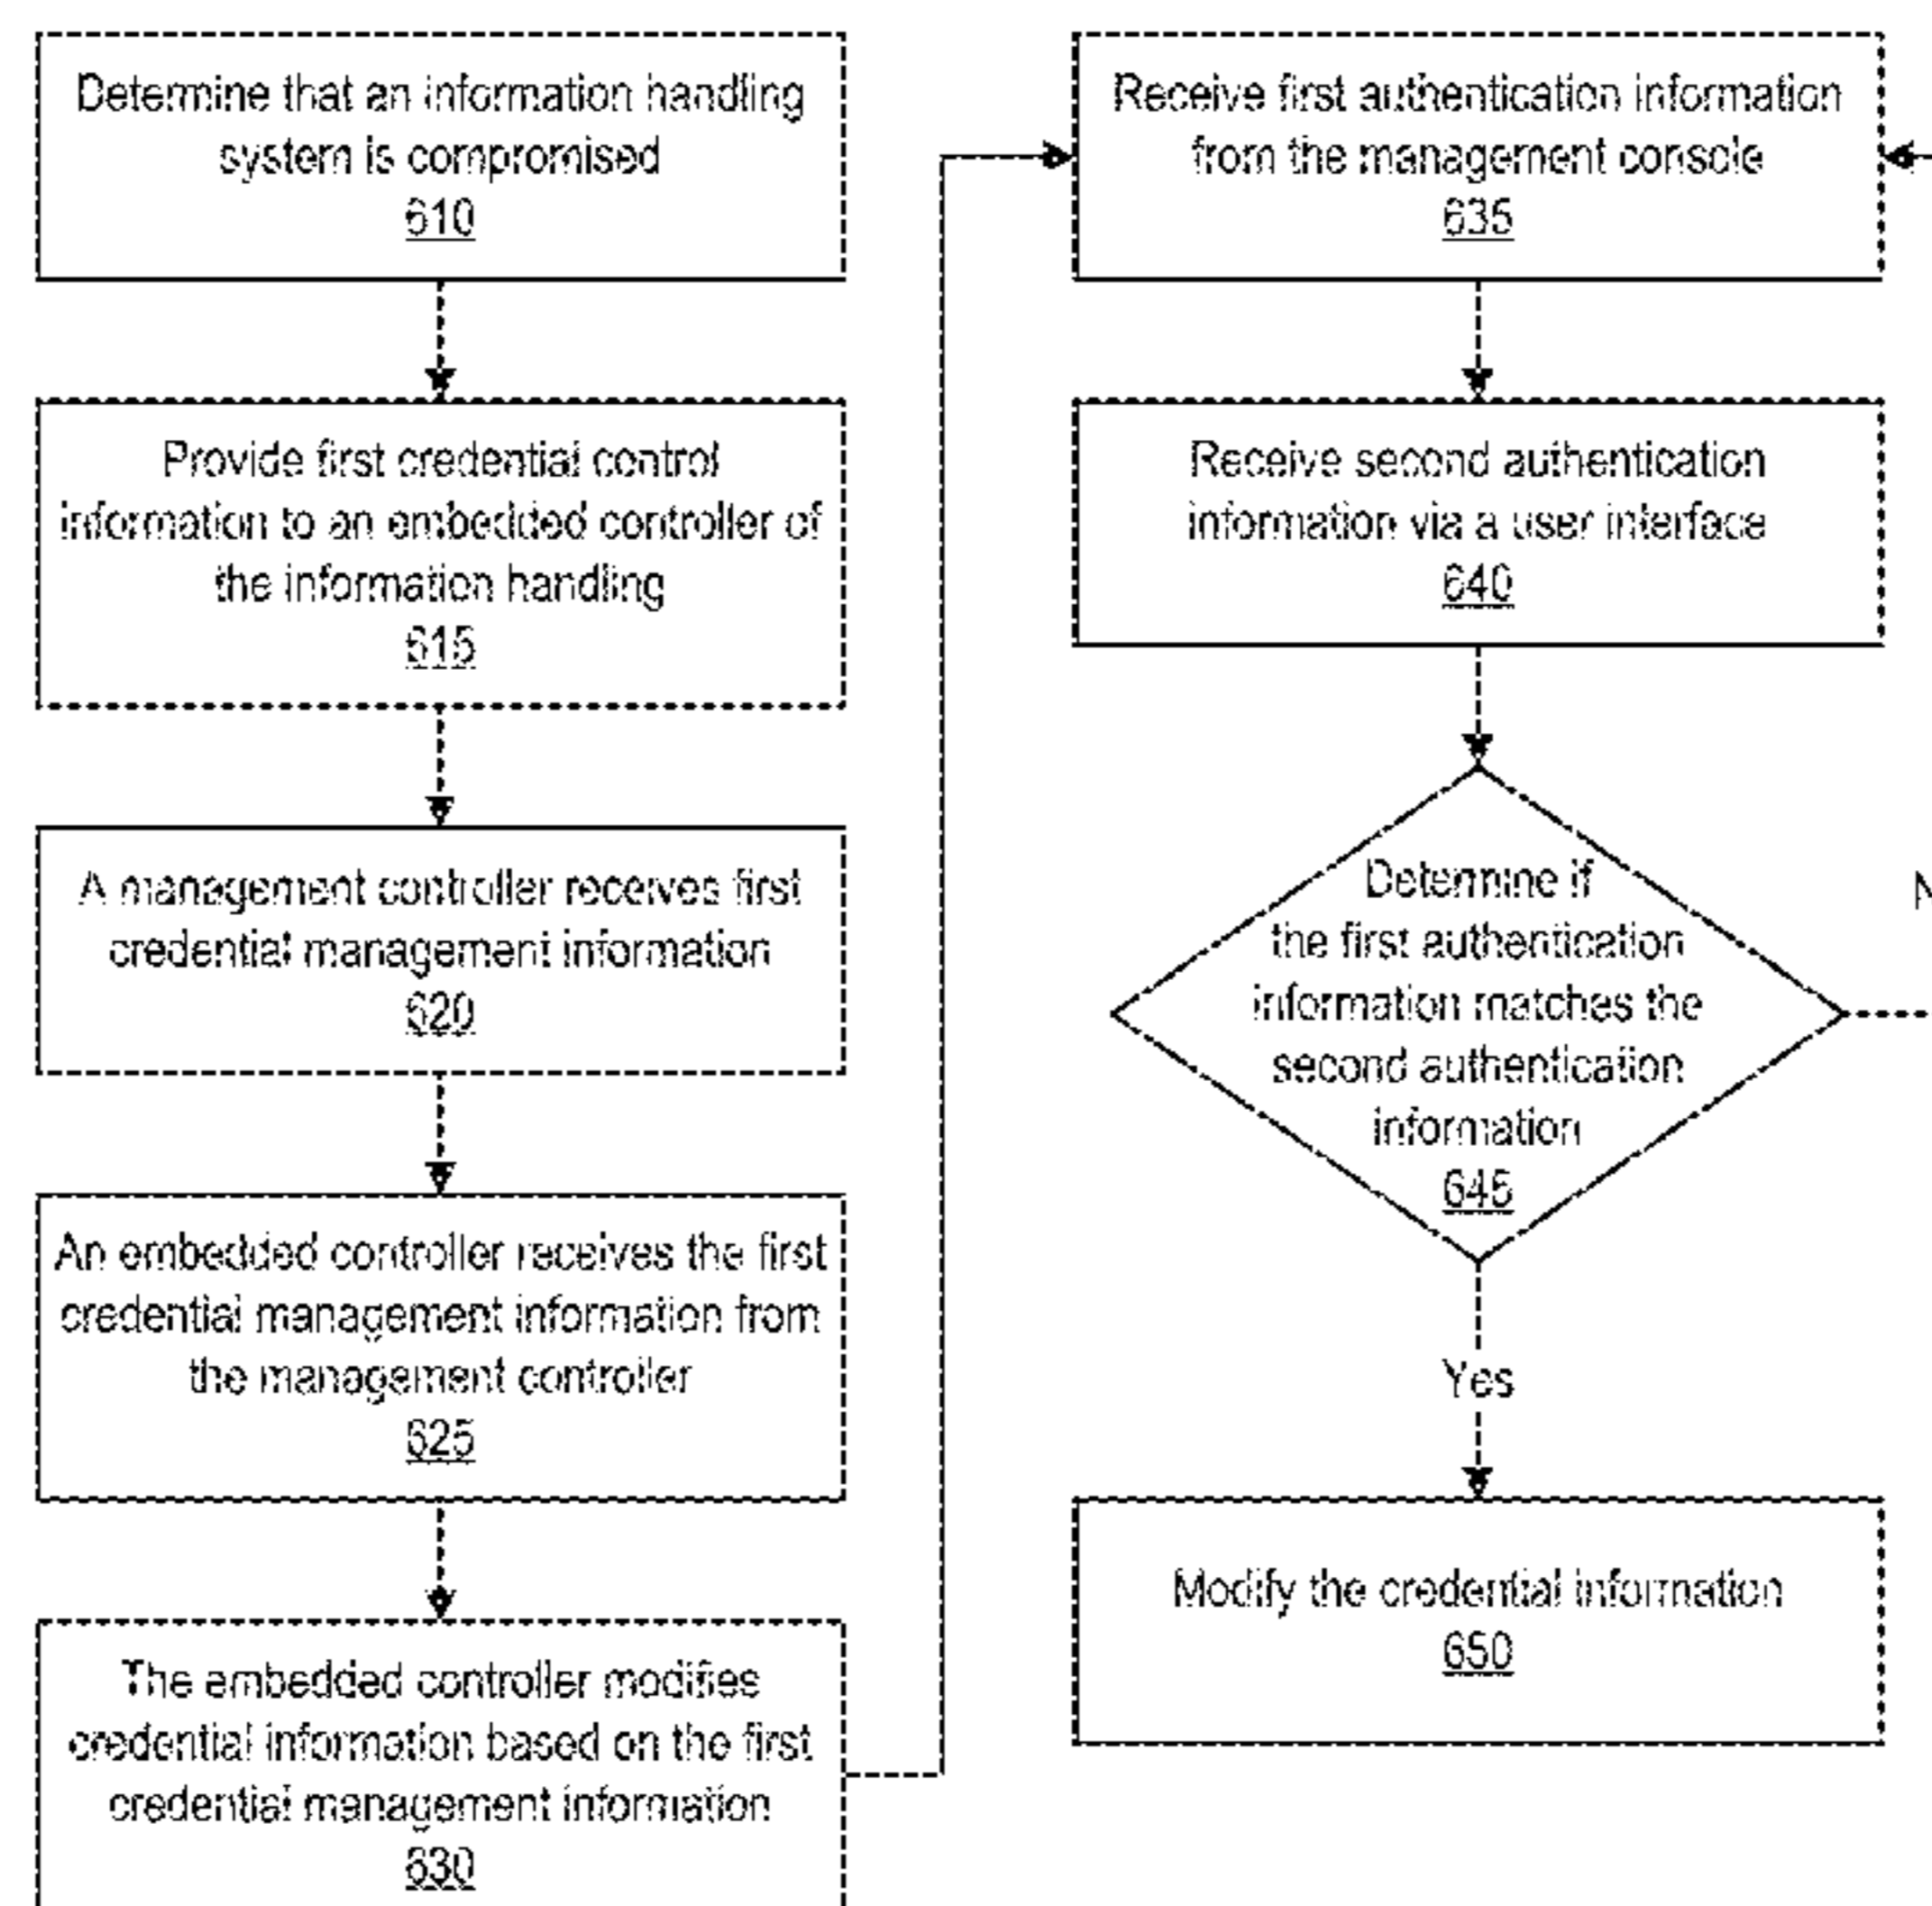 Determine that an information handling
system is compromised
610
Provide first credential control
information to an embedded controller of
the information handling
615
A management controller receives first
credential management information
620
An embedded controller receives the first
credential management information from
the management controller
625
The embedded controller modifies
credential information based on the first
credential management information
630
Receive first authentication information
from the management console
635
Receive second authentication
information via a user interface
640
Determine if
the first authentication
information matches the
second authentication
information
645
Yes
Modify the credential information
650